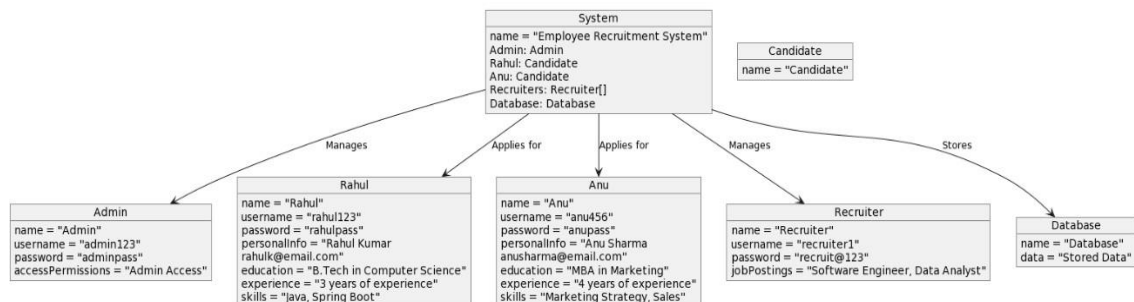 System
name = "Employee Recruitment System"
Admin: Admin
Rahul: Candidate
Anu: Candidate
Recruiters: Recruiter[]
Database: Database
Candidate
name = "Candidate"
Manages
Applies for
Applies for
Manages
Stores
Admin
name = "Admin"
username = "admin123"
password = "adminpass"
accessPermissions = "Admin Access"
Rahul
name = "Rahul"
username = "rahul123"
password = "rahulpass"
personalInfo = "Rahul Kumar
rahulk@email.com"
education = "B.Tech in Computer Science"
experience = "3 years of experience"
skills = "Java, Spring Boot"
Anu
name = "Anu"
username = "anu456"
password = "anupass"
personalInfo = "Anu Sharma
anusharma@email.com"
education = "MBA in Marketing"
experience = "4 years of experience"
skills = "Marketing Strategy, Sales"
Recruiter
name = "Recruiter"
username = "recruiter1"
password = "recruit@123"
jobPostings = "Software Engineer, Data Analyst"
Database
name = "Database"
data = "Stored Data"